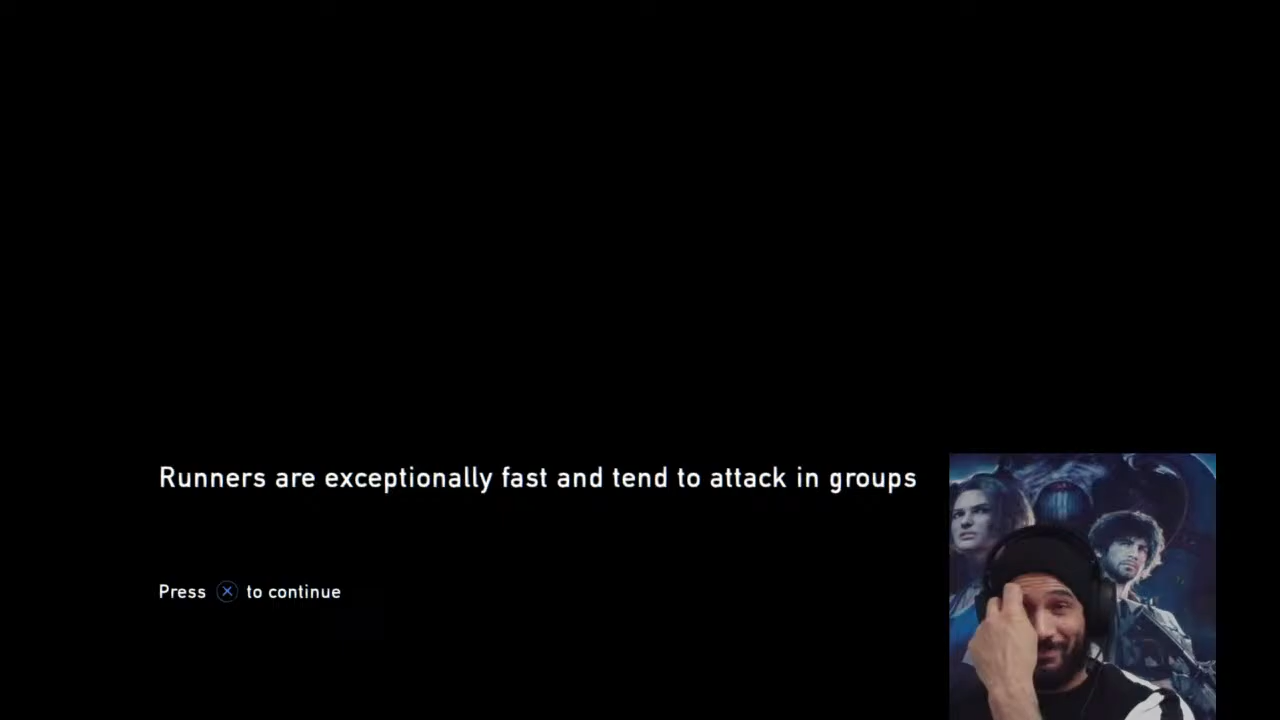 Runners are exceptionally fast and tend to attack in groups
Press ⓧ to continue